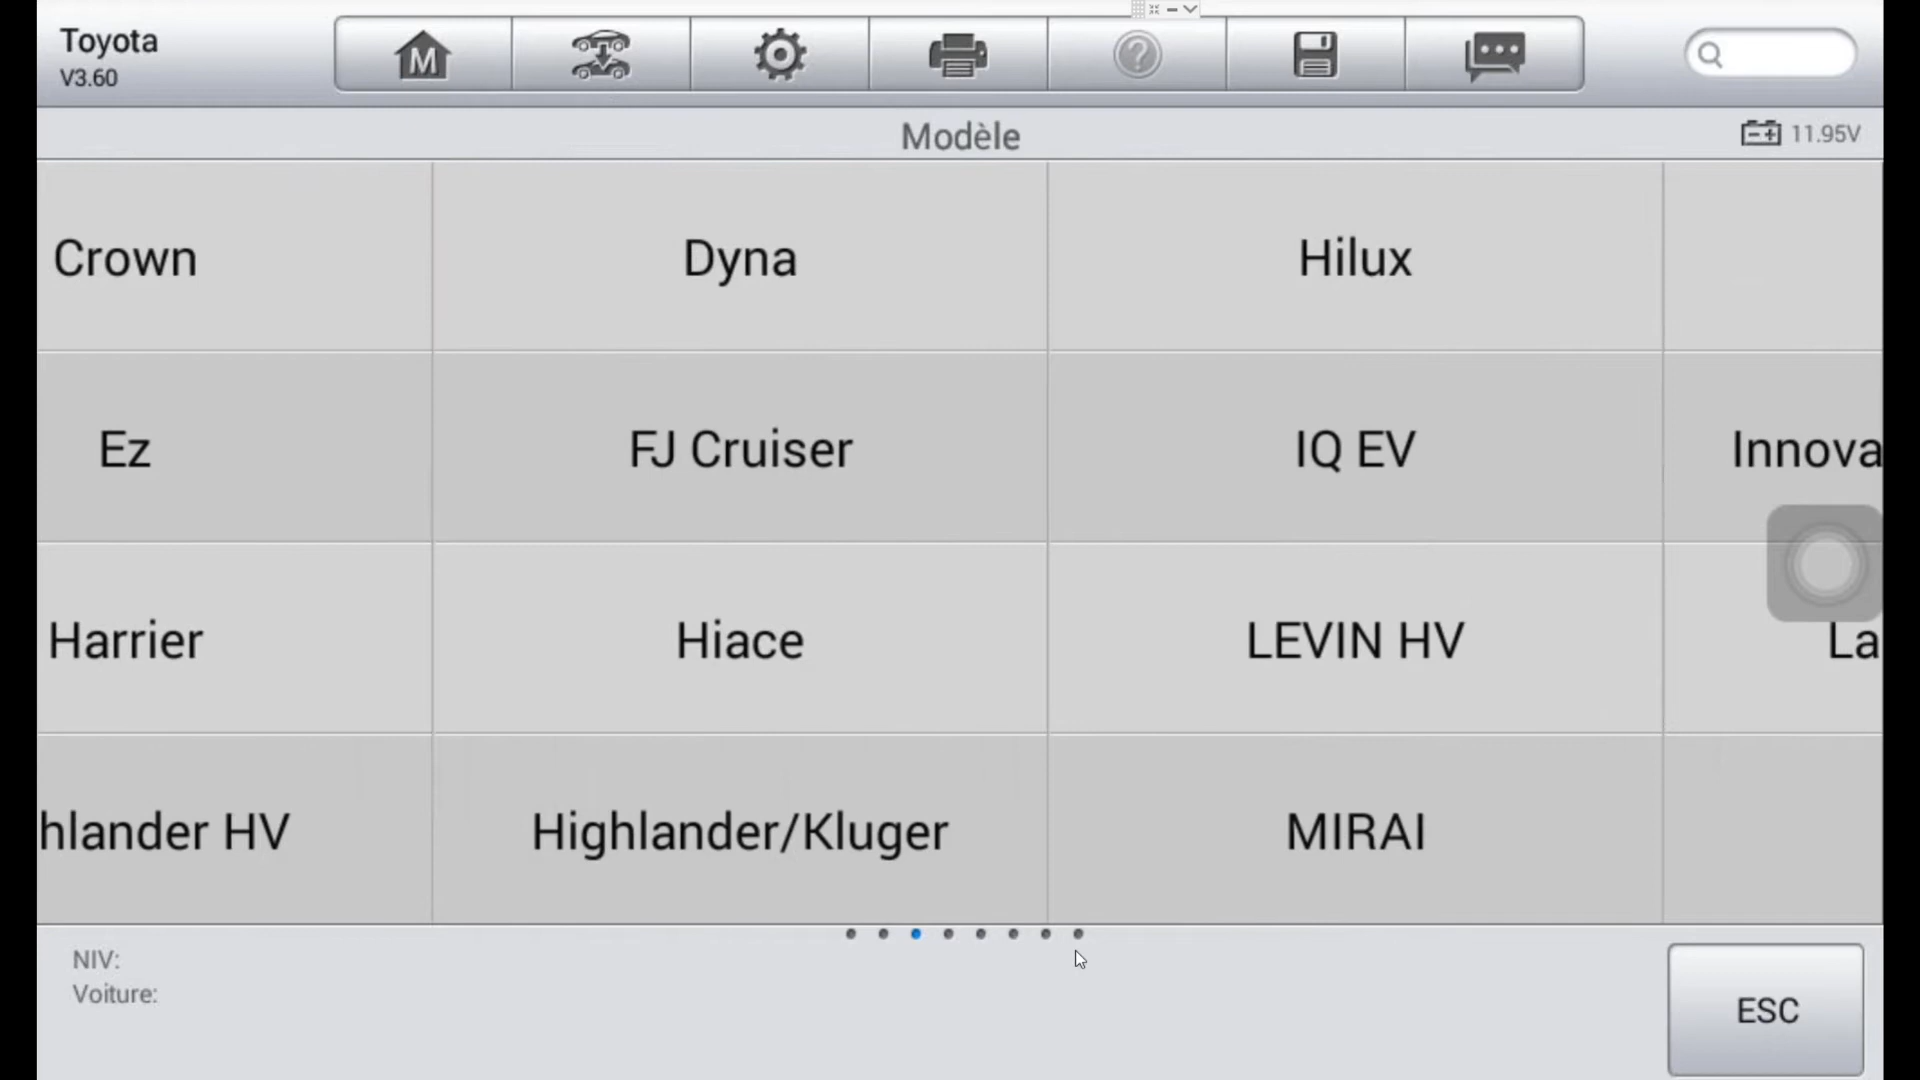 Toyota
V3.60
M
Modèle
11.95V
Crown
Dyna
Hilux
Ez
FJ Cruiser
IQ EV
Innova
Harrier
Hiace
LEVIN HV
La
hlander HV
Highlander/Kluger
MIRAI
NIV:
Voiture:
ESC